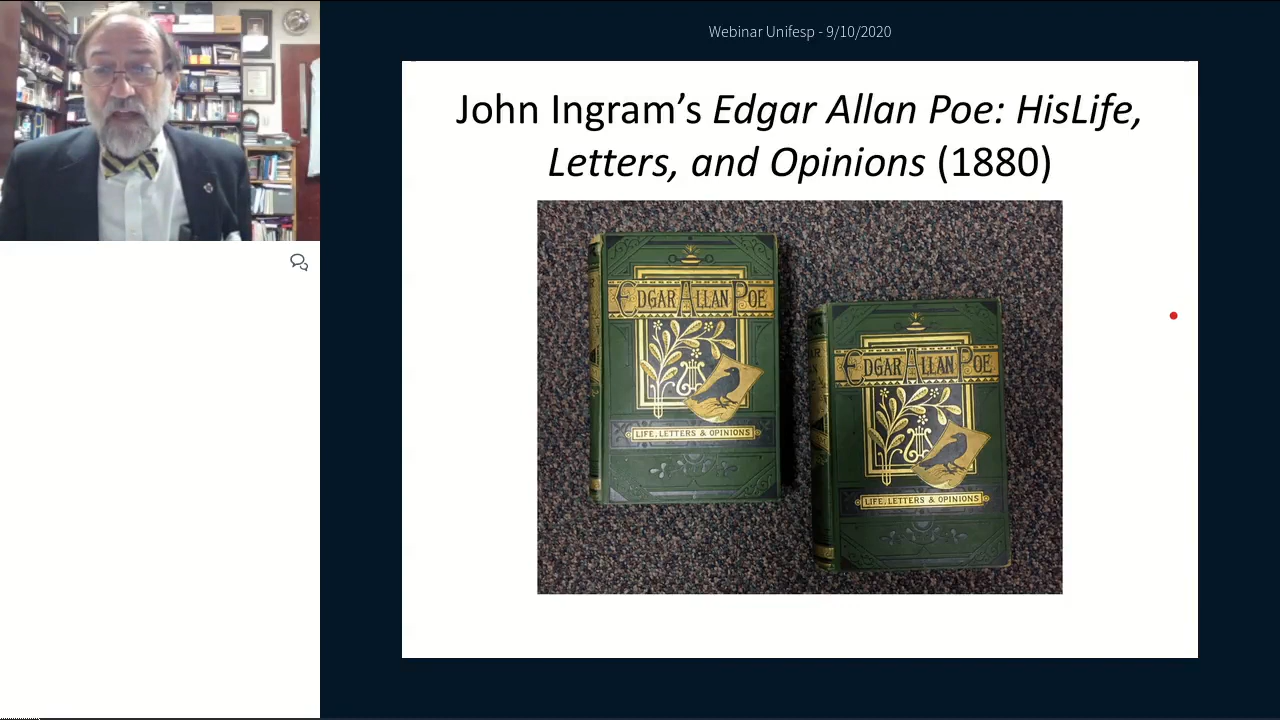 Webinar Unifesp - 9/10/2020
John Ingram’s Edgar Allan Poe: HisLife,
Letters, and Opinions (1880)
EDGAR ALLAN POE
LIFE, LETTERS & OPINIONS
EDGAR ALLAN POE
LIFE, LETTERS & OPINIONS